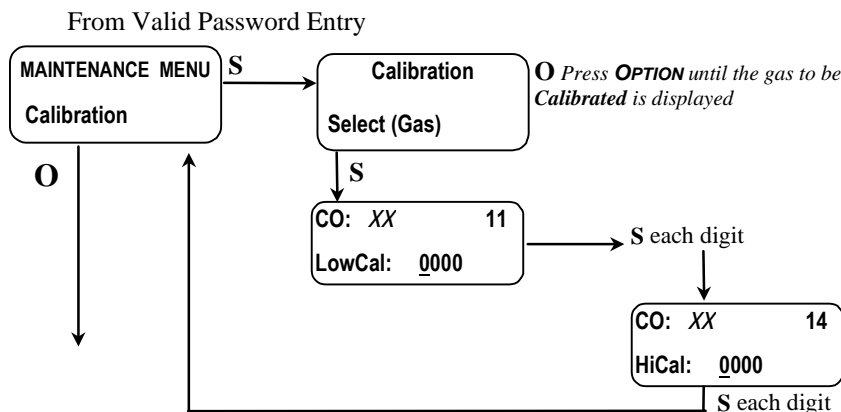 From Valid Password Entry
MAINTENANCE MENU
Calibration
S
Calibration
Select (Gas)
O Press OPTION until the gas to be
Calibrated is displayed
O
S
CO: XX 11
LowCal: 0000
S each digit
CO: XX 14
HiCal: 0000
S each digit